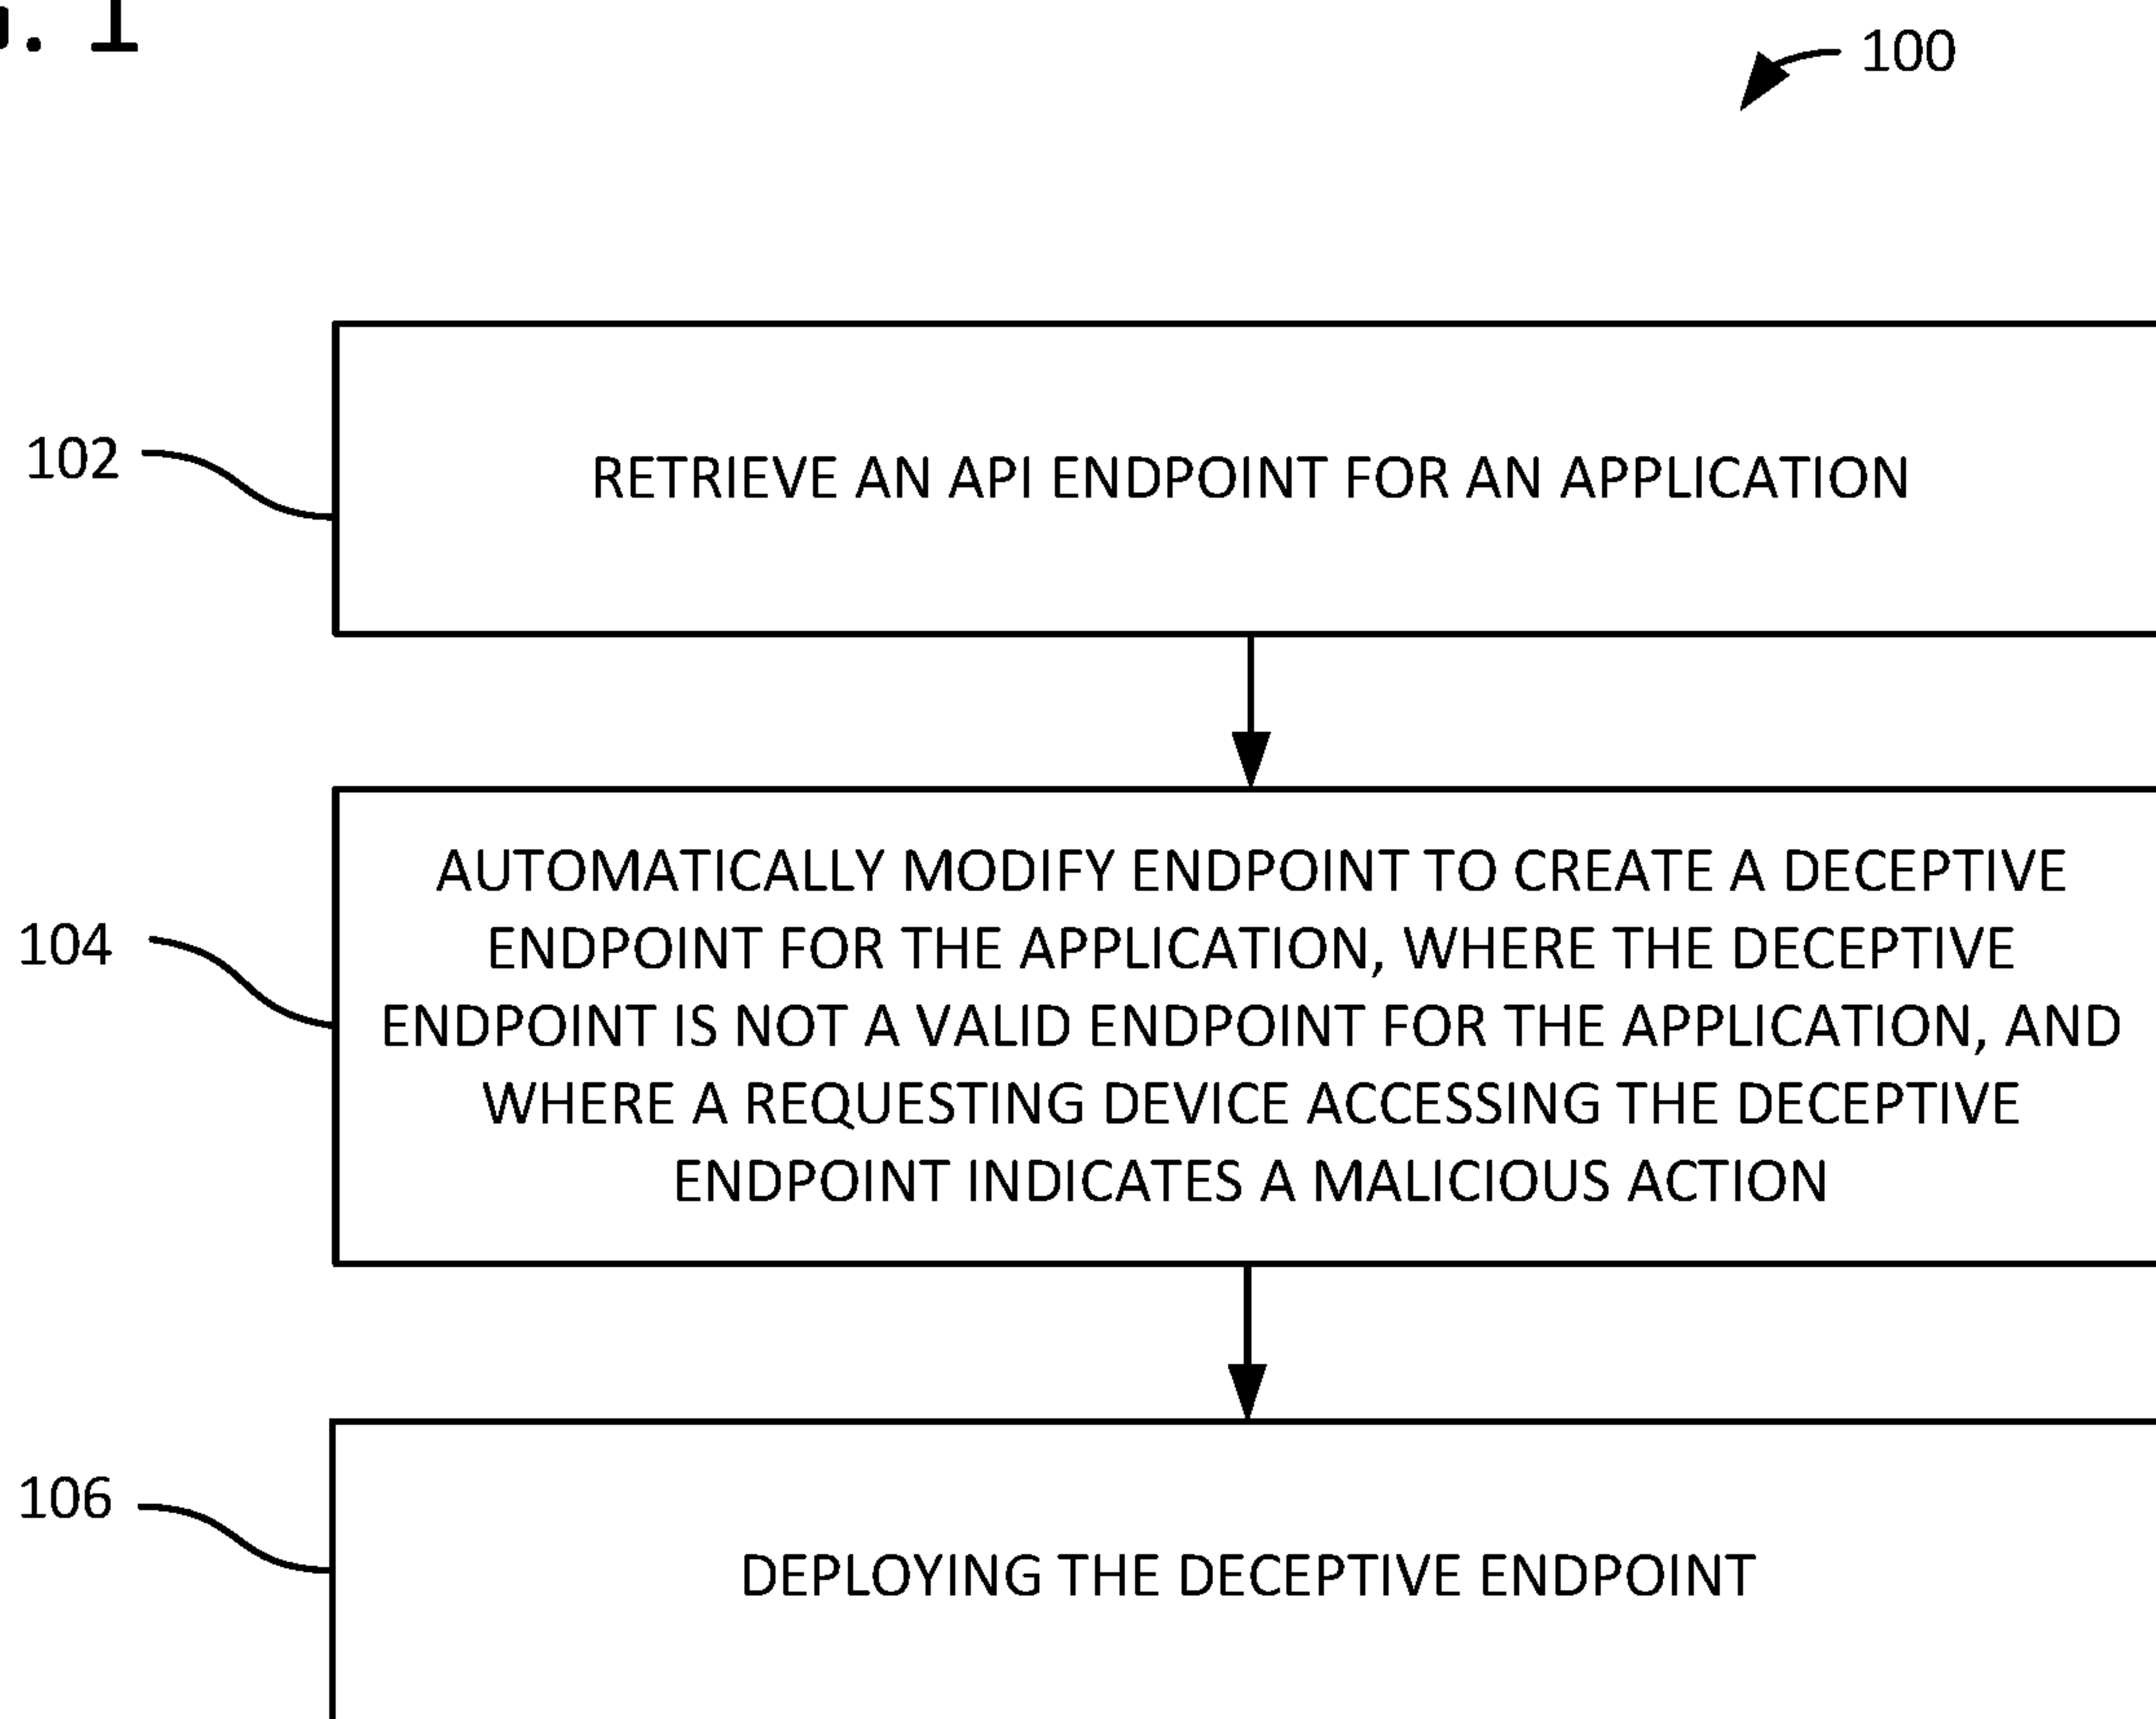 . 1
100
102
RETRIEVE AN API ENDPOINT FOR AN APPLICATION
104
AUTOMATICALLY MODIFY ENDPOINT TO CREATE A DECEPTIVE
ENDPOINT FOR THE APPLICATION, WHERE THE DECEPTIVE
ENDPOINT IS NOT A VALID ENDPOINT FOR THE APPLICATION, AND
WHERE A REQUESTING DEVICE ACCESSING THE DECEPTIVE
ENDPOINT INDICATES A MALICIOUS ACTION
106
DEPLOYING THE DECEPTIVE ENDPOINT